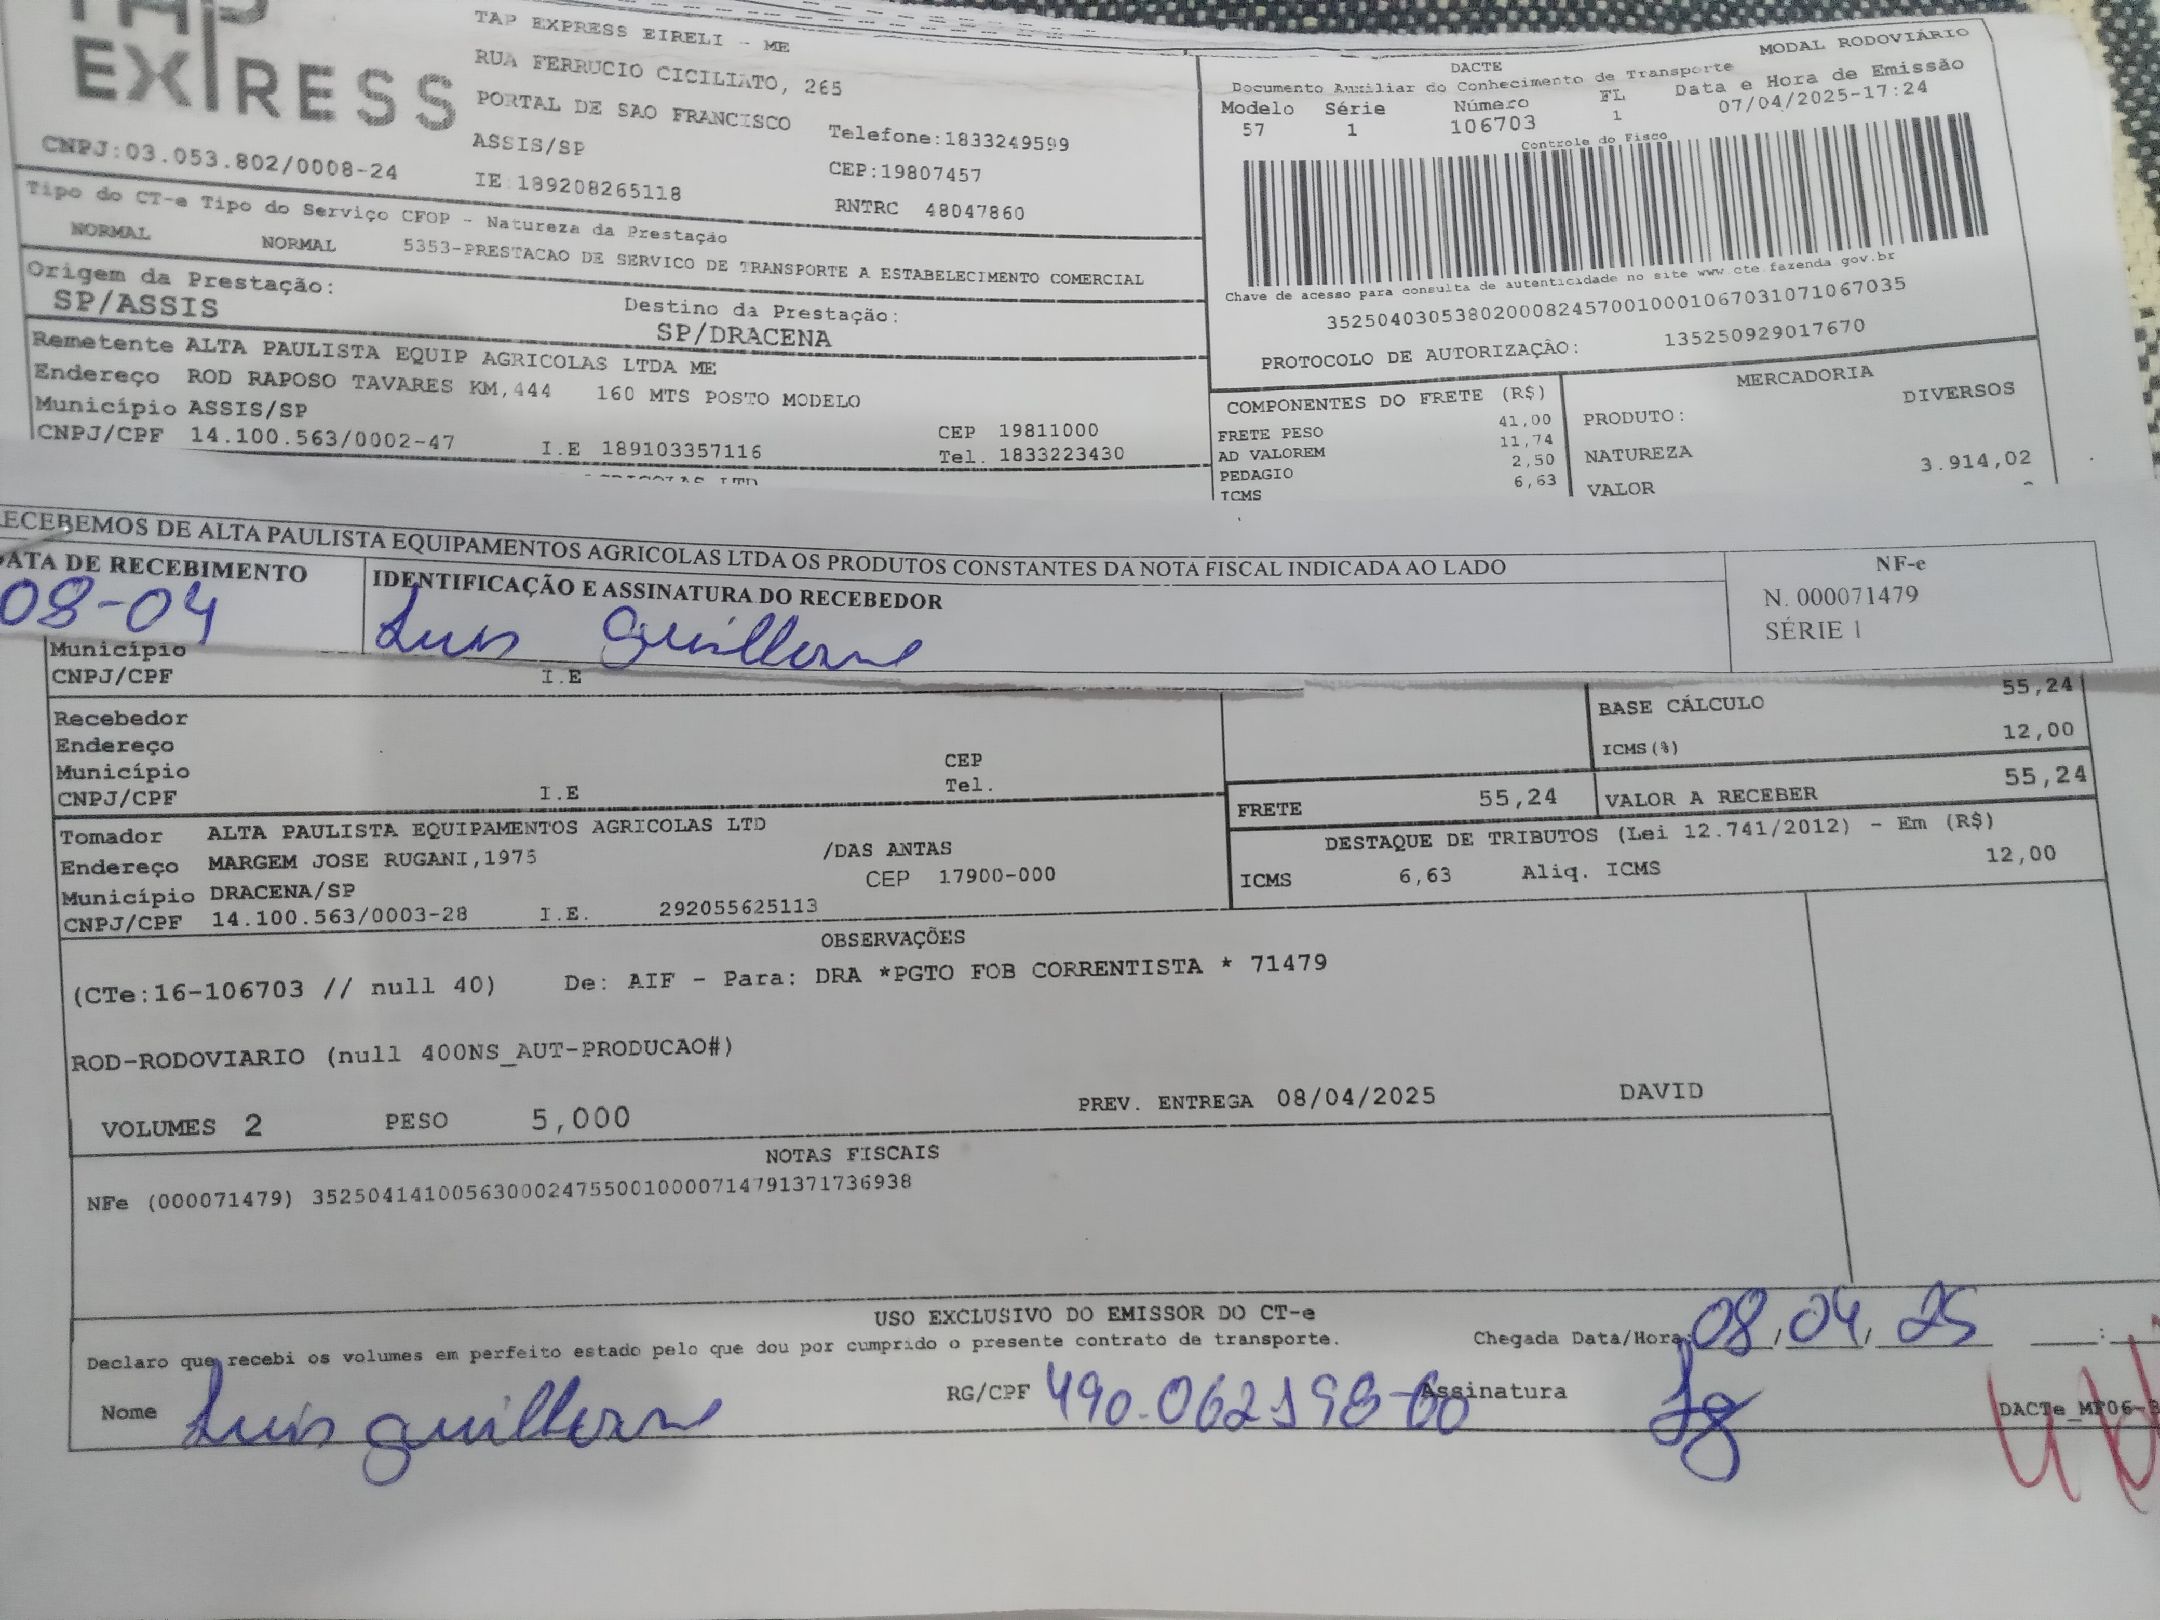 TAP
EXPRESS
TAP EXPRESS EIRELI - ME
RUA FERRUCIO CICILIATO, 265
PORTAL DE SAO FRANCISCO
ASSIS/SP
Telefone:1833249599
CNPJ:03.053.802/0008-24
IE 189208265118
CEP:19807457
RNTRC 48047860
DACTE
MODAL RODOVIÁRIO
Documento Auxiliar do Conhecimento de Transporte
Modelo Série Número FL Data e Hora de Emissão
57 1 106703 1 07/04/2025-17:24
Controle do Fisco
Chave de acesso para consulta de autenticidade no site www.cte.fazenda.gov.br
35250403053802000824570010001067031071067035
PROTOCOLO DE AUTORIZAÇÃO: 135250929017670
Tipo do CT-e Tipo do Serviço CFOP - Natureza da Prestação
NORMAL NORMAL 5353-PRESTACAO DE SERVICO DE TRANSPORTE A ESTABELECIMENTO COMERCIAL
Origem da Prestação: Destino da Prestação:
SP/ASSIS SP/DRACENA
Remetente ALTA PAULISTA EQUIP AGRICOLAS LTDA ME
Endereço ROD RAPOSO TAVARES KM,444 160 MTS POSTO MODELO
Município ASSIS/SP CEP 19811000
CNPJ/CPF 14.100.563/0002-47 I.E 189103357116 Tel. 1833223430
COMPONENTES DO FRETE (R$)
FRETE PESO 41,00
AD VALOREM 11,74
PEDAGIO 2,50
ICMS 6,63
MERCADORIA
PRODUTO: DIVERSOS
NATUREZA
VALOR 3.914,02
RECEBEMOS DE ALTA PAULISTA EQUIPAMENTOS AGRICOLAS LTDA OS PRODUTOS CONSTANTES DA NOTA FISCAL INDICADA AO LADO
DATA DE RECEBIMENTO IDENTIFICAÇÃO E ASSINATURA DO RECEBEDOR
08-04 Luis Guilherme
NF-e
N. 000071479
SÉRIE 1
Município
CNPJ/CPF I.E
Recebedor
Endereço
Município CEP
CNPJ/CPF I.E Tel.
BASE CÁLCULO 55,24
ICMS(%) 12,00
FRETE 55,24 VALOR A RECEBER 55,24
Tomador ALTA PAULISTA EQUIPAMENTOS AGRICOLAS LTD
Endereço MARGEM JOSE RUGANI,1975 /DAS ANTAS
Município DRACENA/SP CEP 17900-000
CNPJ/CPF 14.100.563/0003-28 I.E. 292055625113
DESTAQUE DE TRIBUTOS (Lei 12.741/2012) - Em (R$)
ICMS 6,63 Aliq. ICMS 12,00
OBSERVAÇÕES
(CTe:16-106703 // null 40) De: AIF - Para: DRA *PGTO FOB CORRENTISTA * 71479
ROD-RODOVIARIO (null 400NS_AUT-PRODUCAO#)
VOLUMES 2 PESO 5,000 PREV. ENTREGA 08/04/2025 DAVID
NOTAS FISCAIS
NFe (000071479) 35250414100563000247550010000714791371736938
USO EXCLUSIVO DO EMISSOR DO CT-e
Declaro que recebi os volumes em perfeito estado pelo que dou por cumprido o presente contrato de transporte. Chegada Data/Hora: 08/04/25 :
Nome Luis Guilherme RG/CPF 490.062198-60 Assinatura Lg